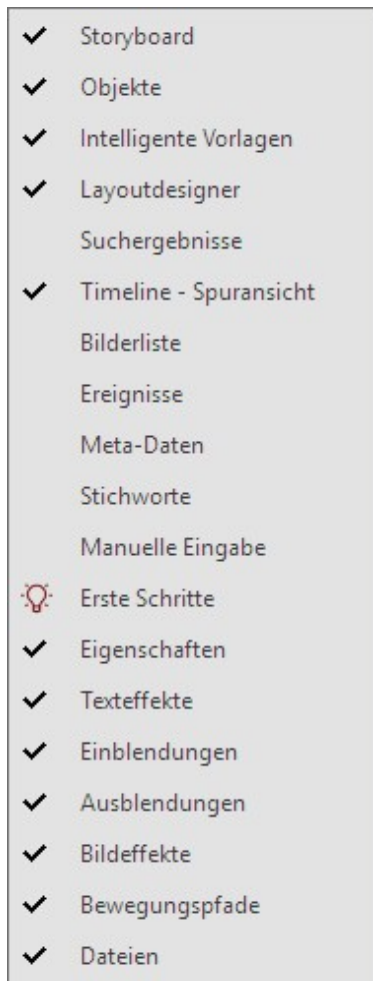 Storyboard
Objekte
Intelligente Vorlagen
Layoutdesigner
Suchergebnisse
Timeline - Spuransicht
Bilderliste
Ereignisse
Meta-Daten
Stichworte
Manuelle Eingabe
Erste Schritte
Eigenschaften
Texteffekte
Einblendungen
Ausblendungen
Bildeffekte
Bewegungspfade
Dateien